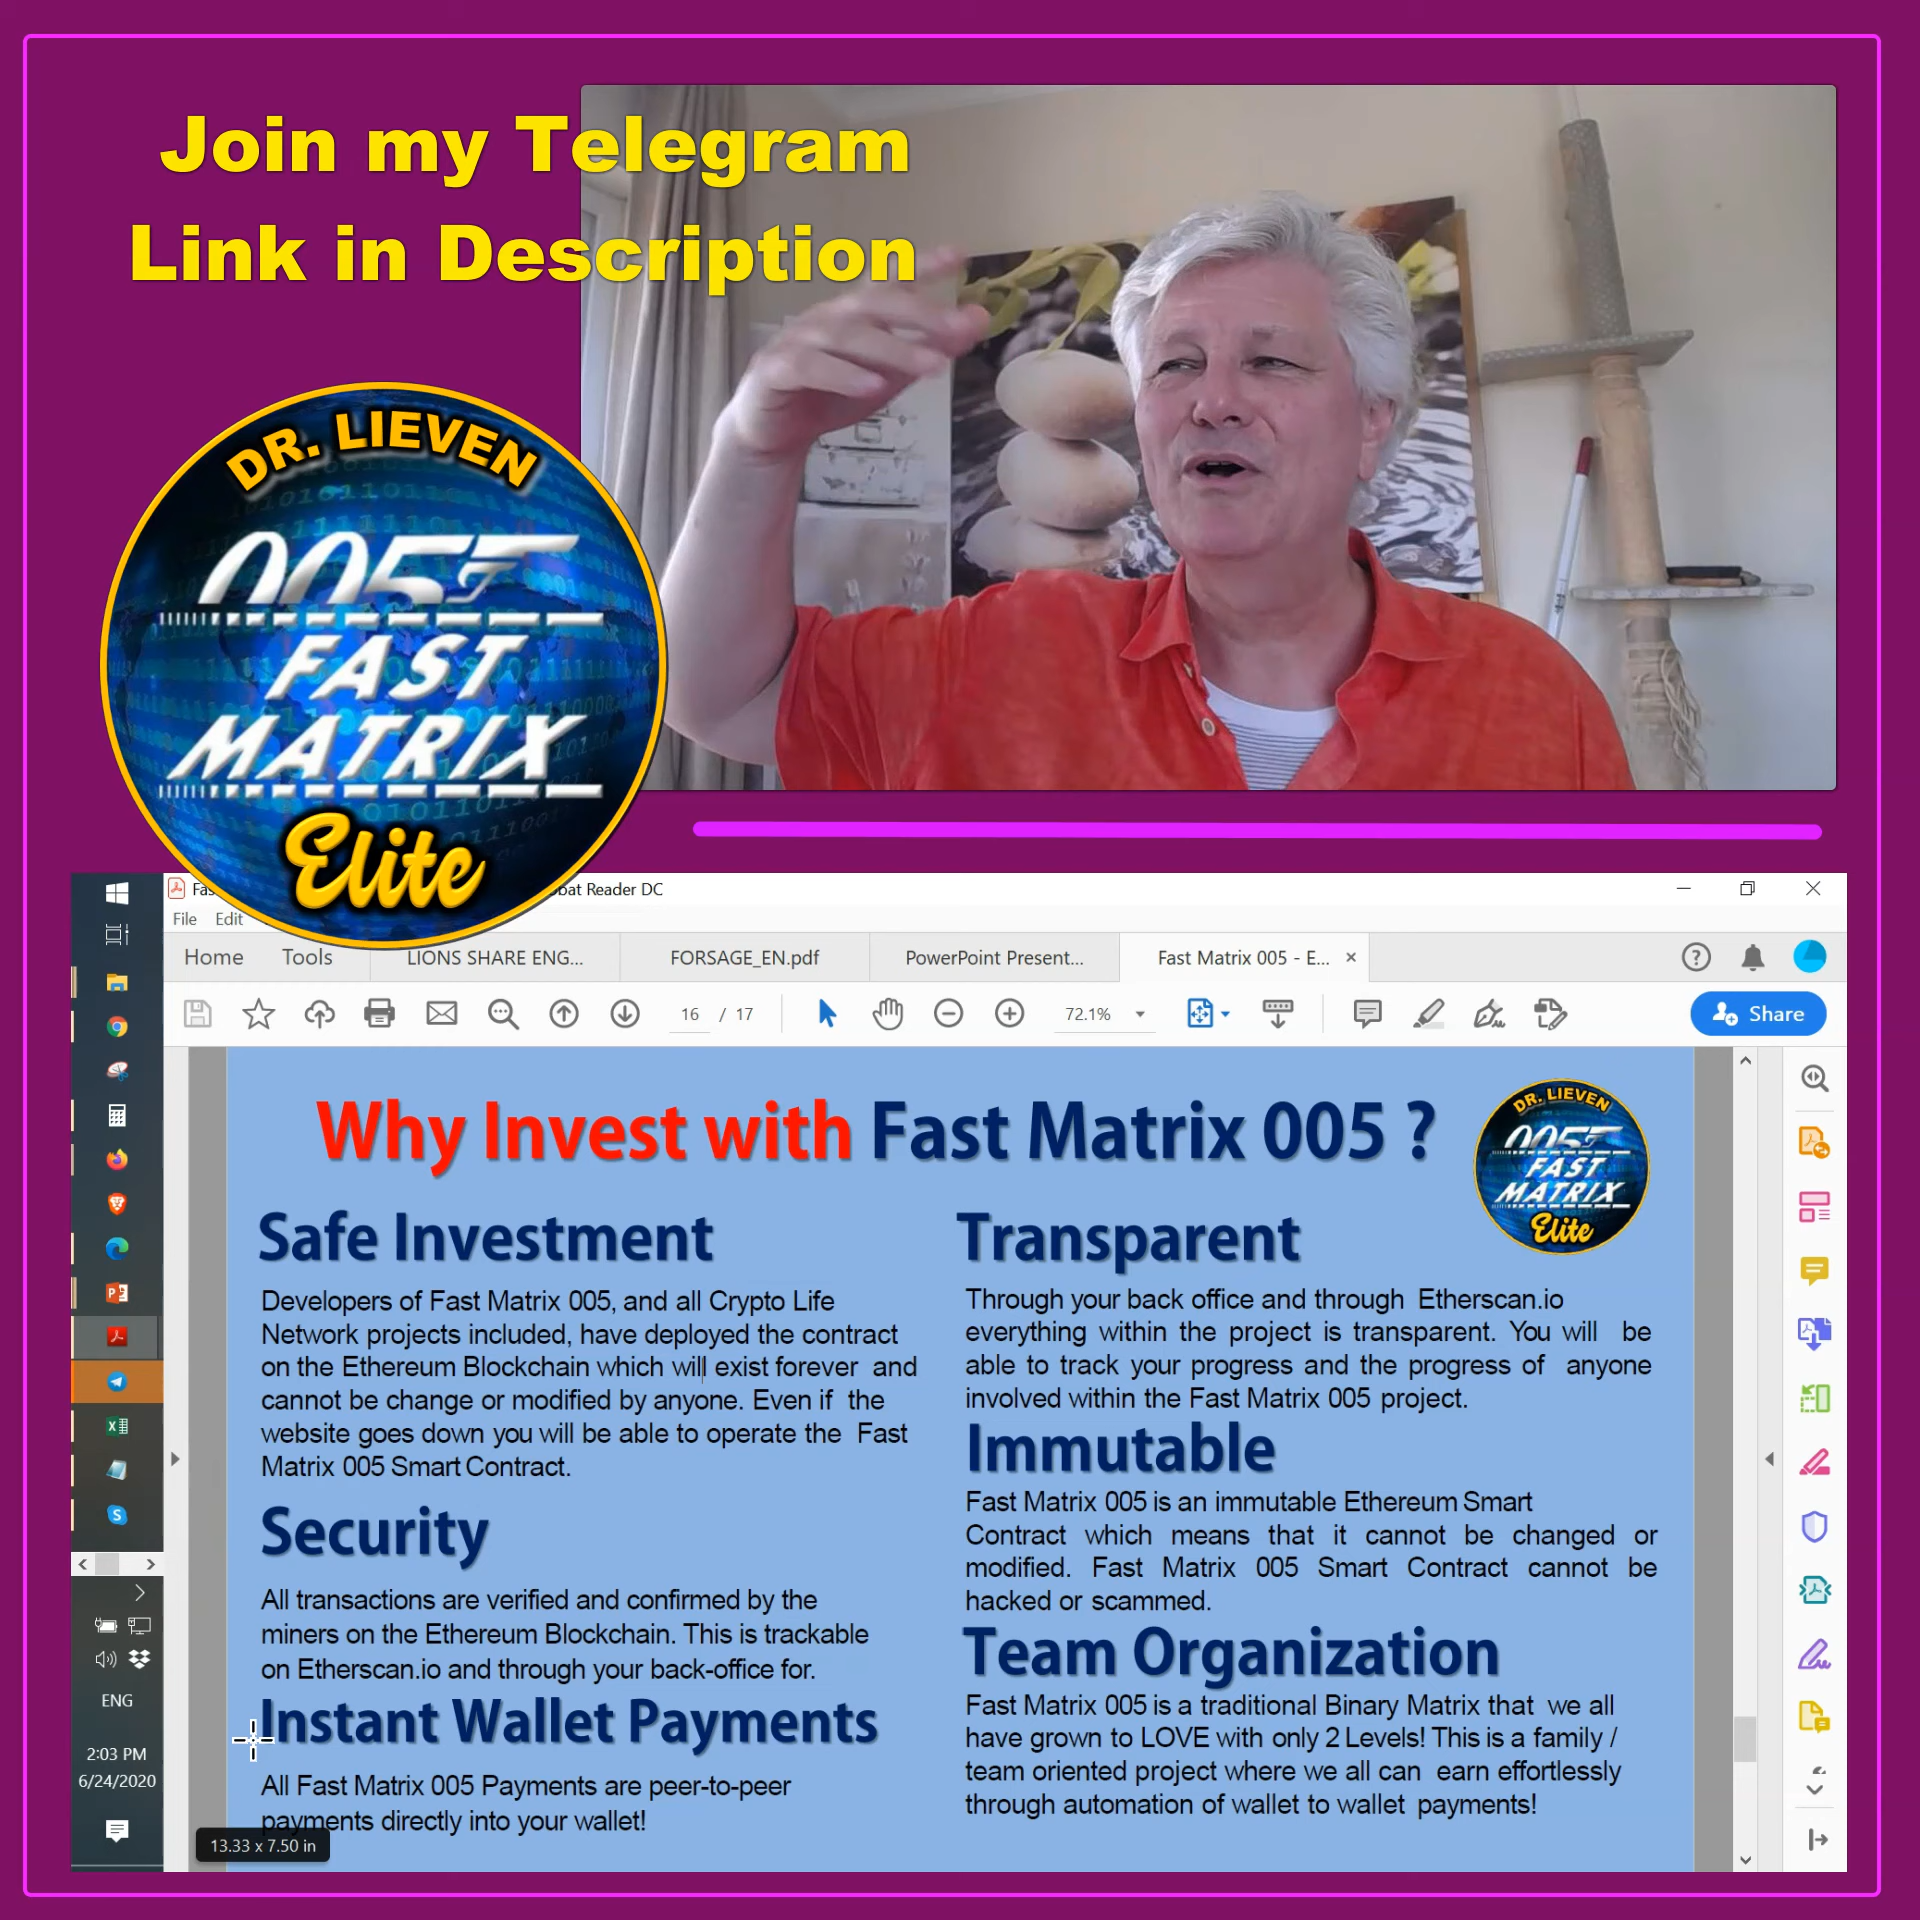 Join my Telegram
Link in Description
DR. LIEVEN
005
FAST
MATRIX
Elite
bat Reader DC
File Edit
Home Tools LIONS SHARE ENG... FORSAGE_EN.pdf PowerPoint Present... Fast Matrix 005 - E...
16 / 17 72.1% Share
Why Invest with Fast Matrix 005 ?
DR. LIEVEN
005
FAST
MATRIX
Elite
Safe Investment
Developers of Fast Matrix 005, and all Crypto Life
Network projects included, have deployed the contract
on the Ethereum Blockchain which will exist forever and
cannot be change or modified by anyone. Even if the
website goes down you will be able to operate the Fast
Matrix 005 Smart Contract.
Security
All transactions are verified and confirmed by the
miners on the Ethereum Blockchain. This is trackable
on Etherscan.io and through your back-office for.
Instant Wallet Payments
All Fast Matrix 005 Payments are peer-to-peer
payments directly into your wallet!
Transparent
Through your back office and through Etherscan.io
everything within the project is transparent. You will be
able to track your progress and the progress of anyone
involved within the Fast Matrix 005 project.
Immutable
Fast Matrix 005 is an immutable Ethereum Smart
Contract which means that it cannot be changed or
modified. Fast Matrix 005 Smart Contract cannot be
hacked or scammed.
Team Organization
Fast Matrix 005 is a traditional Binary Matrix that we all
have grown to LOVE with only 2 Levels! This is a family /
team oriented project where we all can earn effortlessly
through automation of wallet to wallet payments!
ENG
2:03 PM
6/24/2020
13.33 x 7.50 in